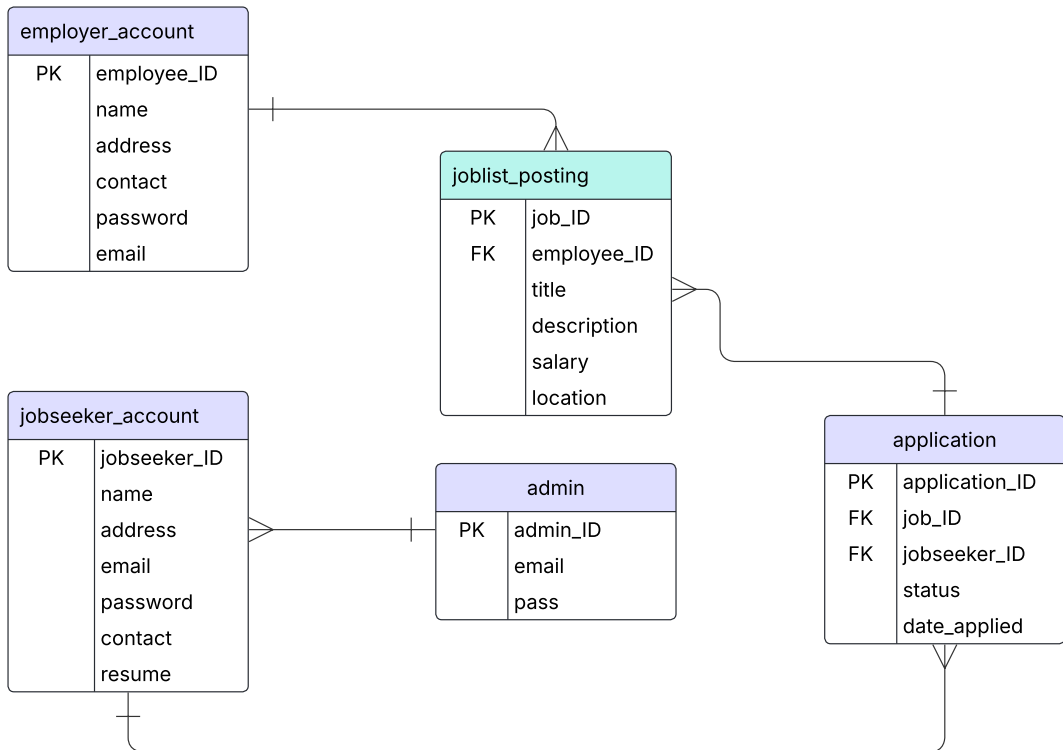 employer_account
PK employee_ID
name
address
contact
password
email
joblist_posting
PK job_ID
FK employee_ID
title
description
salary
location
jobseeker_account
PK jobseeker_ID
name
address
email
password
contact
resume
admin
PK admin_ID
email
pass
application
PK application_ID
FK job_ID
FK jobseeker_ID
status
date_applied